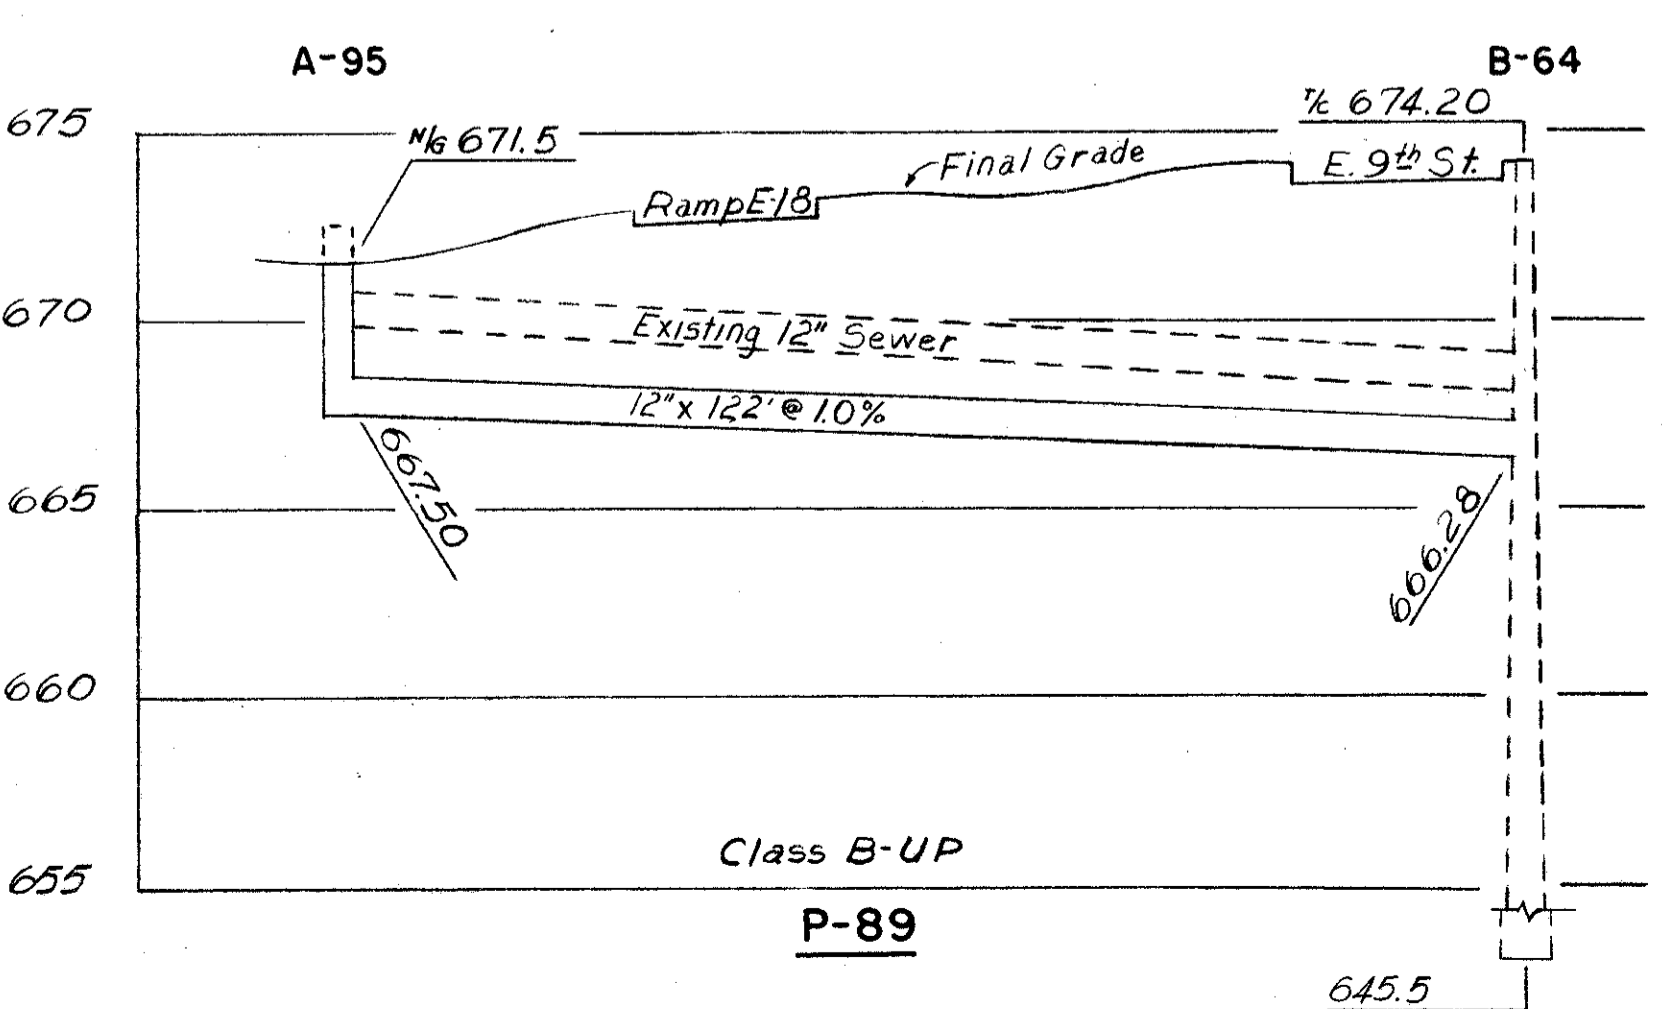 A-95
B-64
T/C 674.20
675
N/G 671.5
Final Grade
E. 9th St.
Ramp E-18
670
Existing 12" Sewer
12" x 122' @ 1.0%
667.50
665
666.28
660
Class B-UP
655
P-89
645.5